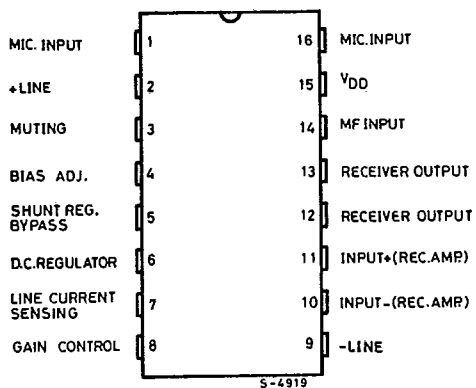 MIC. INPUT 1
+LINE 2
MUTING 3
BIAS ADJ. 4
SHUNT REG.
BYPASS 5
D.C.REGULATOR 6
LINE CURRENT
SENSING 7
GAIN CONTROL 8
16 MIC.INPUT
15 VDD
14 MF INPUT
13 RECEIVER OUTPUT
12 RECEIVER OUTPUT
11 INPUT+(REC.AMP.)
10 INPUT-(REC.AMP.)
9 -LINE
S-4919